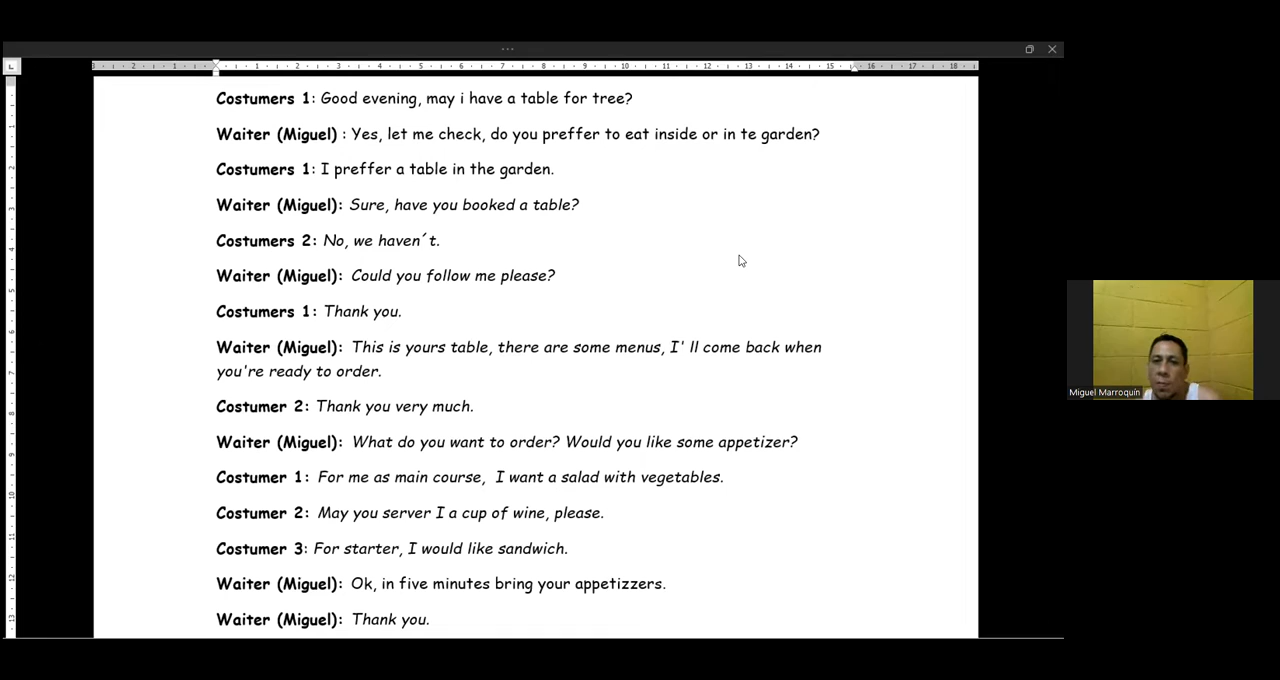 Costumers 1: Good evening, may i have a table for tree?
Waiter (Miguel) : Yes, let me check, do you preffer to eat inside or in te garden?
Costumers 1: I preffer a table in the garden.
Waiter (Miguel): Sure, have you booked a table?
Costumers 2: No, we haven´t.
Waiter (Miguel): Could you follow me please?
Costumers 1: Thank you.
Waiter (Miguel): This is yours table, there are some menus, I' ll come back when
you're ready to order.
Costumer 2: Thank you very much.
Waiter (Miguel): What do you want to order? Would you like some appetizer?
Costumer 1: For me as main course, I want a salad with vegetables.
Costumer 2: May you server I a cup of wine, please.
Costumer 3: For starter, I would like sandwich.
Waiter (Miguel): Ok, in five minutes bring your appetizzers.
Waiter (Miguel): Thank you.
Miguel Marroquín